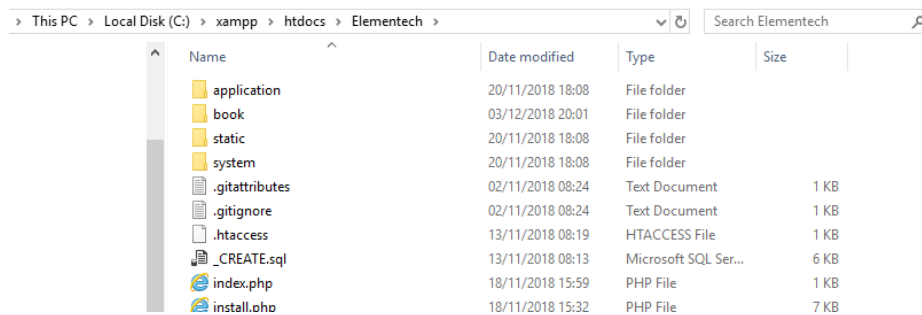 This PC > Local Disk (C:) > xampp > htdocs > Elementech > Search Elementech
Name Date modified Type Size
application 20/11/2018 18:08 File folder
book 03/12/2018 20:01 File folder
static 20/11/2018 18:08 File folder
system 20/11/2018 18:08 File folder
.gitattributes 02/11/2018 08:24 Text Document 1 KB
.gitignore 02/11/2018 08:24 Text Document 1 KB
.htaccess 13/11/2018 08:19 HTACCESS File 1 KB
_CREATE.sql 13/11/2018 08:13 Microsoft SQL Ser... 6 KB
index.php 18/11/2018 15:59 PHP File 1 KB
install.php 18/11/2018 15:32 PHP File 7 KB